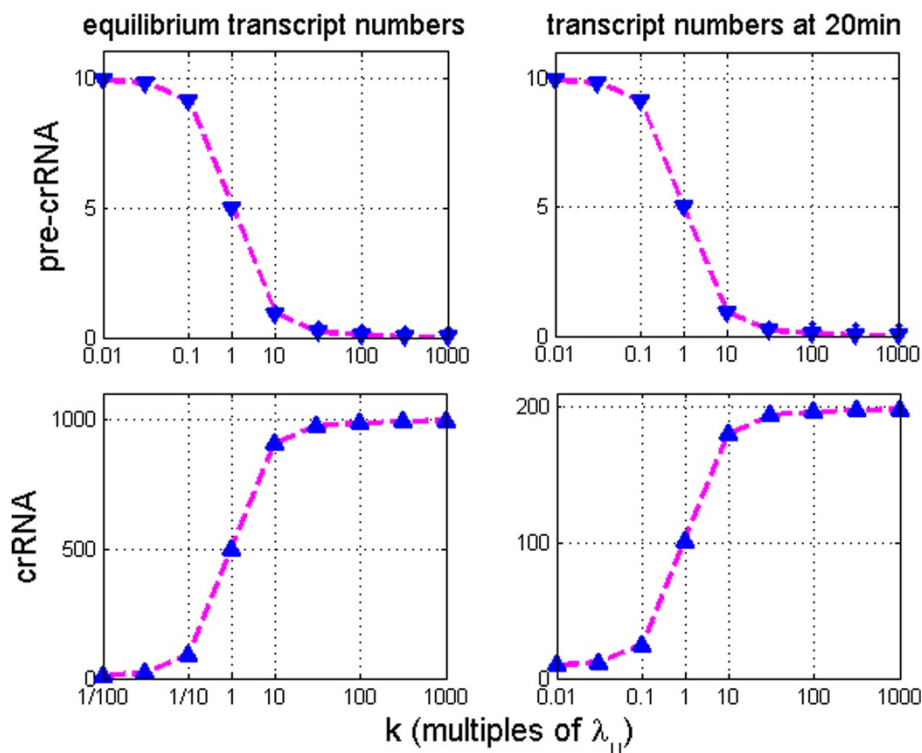 equilibrium transcript numbers
transcript numbers at 20min
pre-crRNA
10
5
0
0.01 0.1 1 10 100 1000
10
5
0
0.01 0.1 1 10 100 1000
crRNA
1000
500
0
1/100 1/10 1 10 100 1000
200
100
0
0.01 0.1 1 10 100 1000
k (multiples of λu)